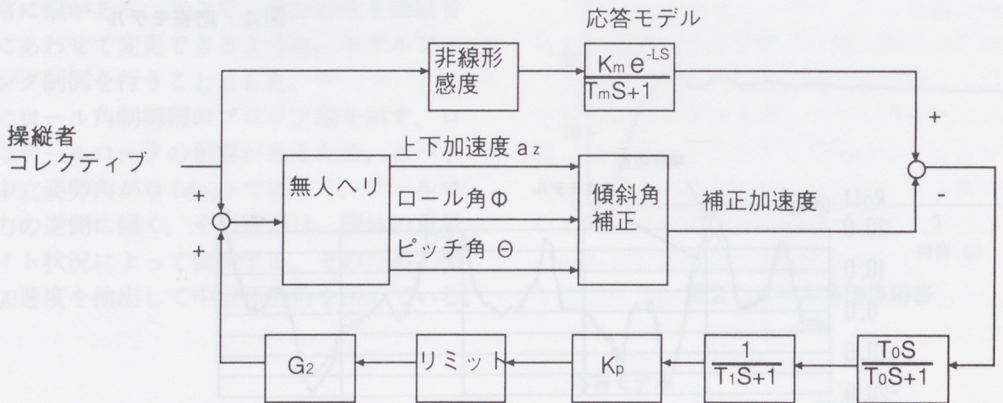 応答モデル
非線形
感度
Kme^-LS
TmS+1
操縦者
コレクティブ
+
+
無人ヘリ
上下加速度 az
ロール角Φ
ピッチ角 Θ
傾斜角
補正
補正加速度
+
-
G2
リミット
Kp
1
T1S+1
T0S
T0S+1